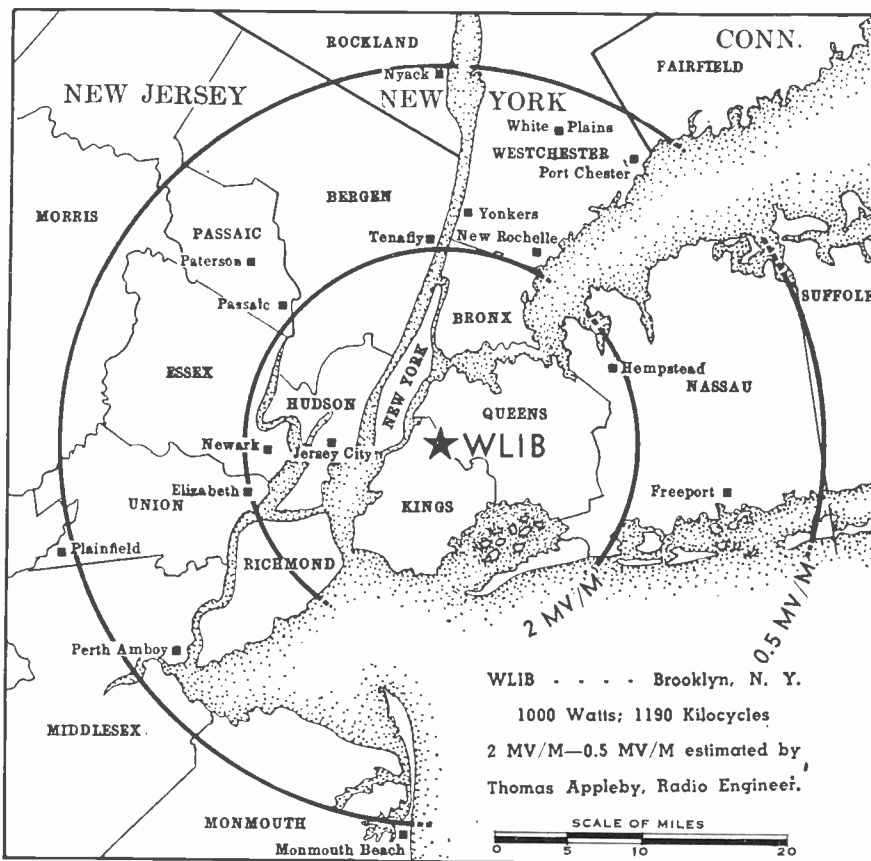 ROCKLAND
CONN.
FAIRFIELD
Nyack
NEW JERSEY
NEW YORK
White Plains
WESTCHESTER
Port Chester
MORRIS
BERGEN
PASSAIC
Yonkers
Tenafly
New Rochelle
Paterson
SUFFOLK
Passaic
BRONX
ESSEX
Hempstead
NASSAU
HUDSON
NEW YORK
QUEENS
Newark
Jersey City
WLIB
Elizabeth
UNION
KINGS
Freeport
Plainfield
RICHMOND
2 MV/M
0.5 MV/M
Perth Amboy
MIDDLESEX
MONMOUTH
Monmouth Beach
WLIB - - - - Brooklyn, N. Y.
1000 Watts; 1190 Kilocycles
2 MV/M—0.5 MV/M estimated by
Thomas Appleby, Radio Engineer.
SCALE OF MILES
0 5 10 20